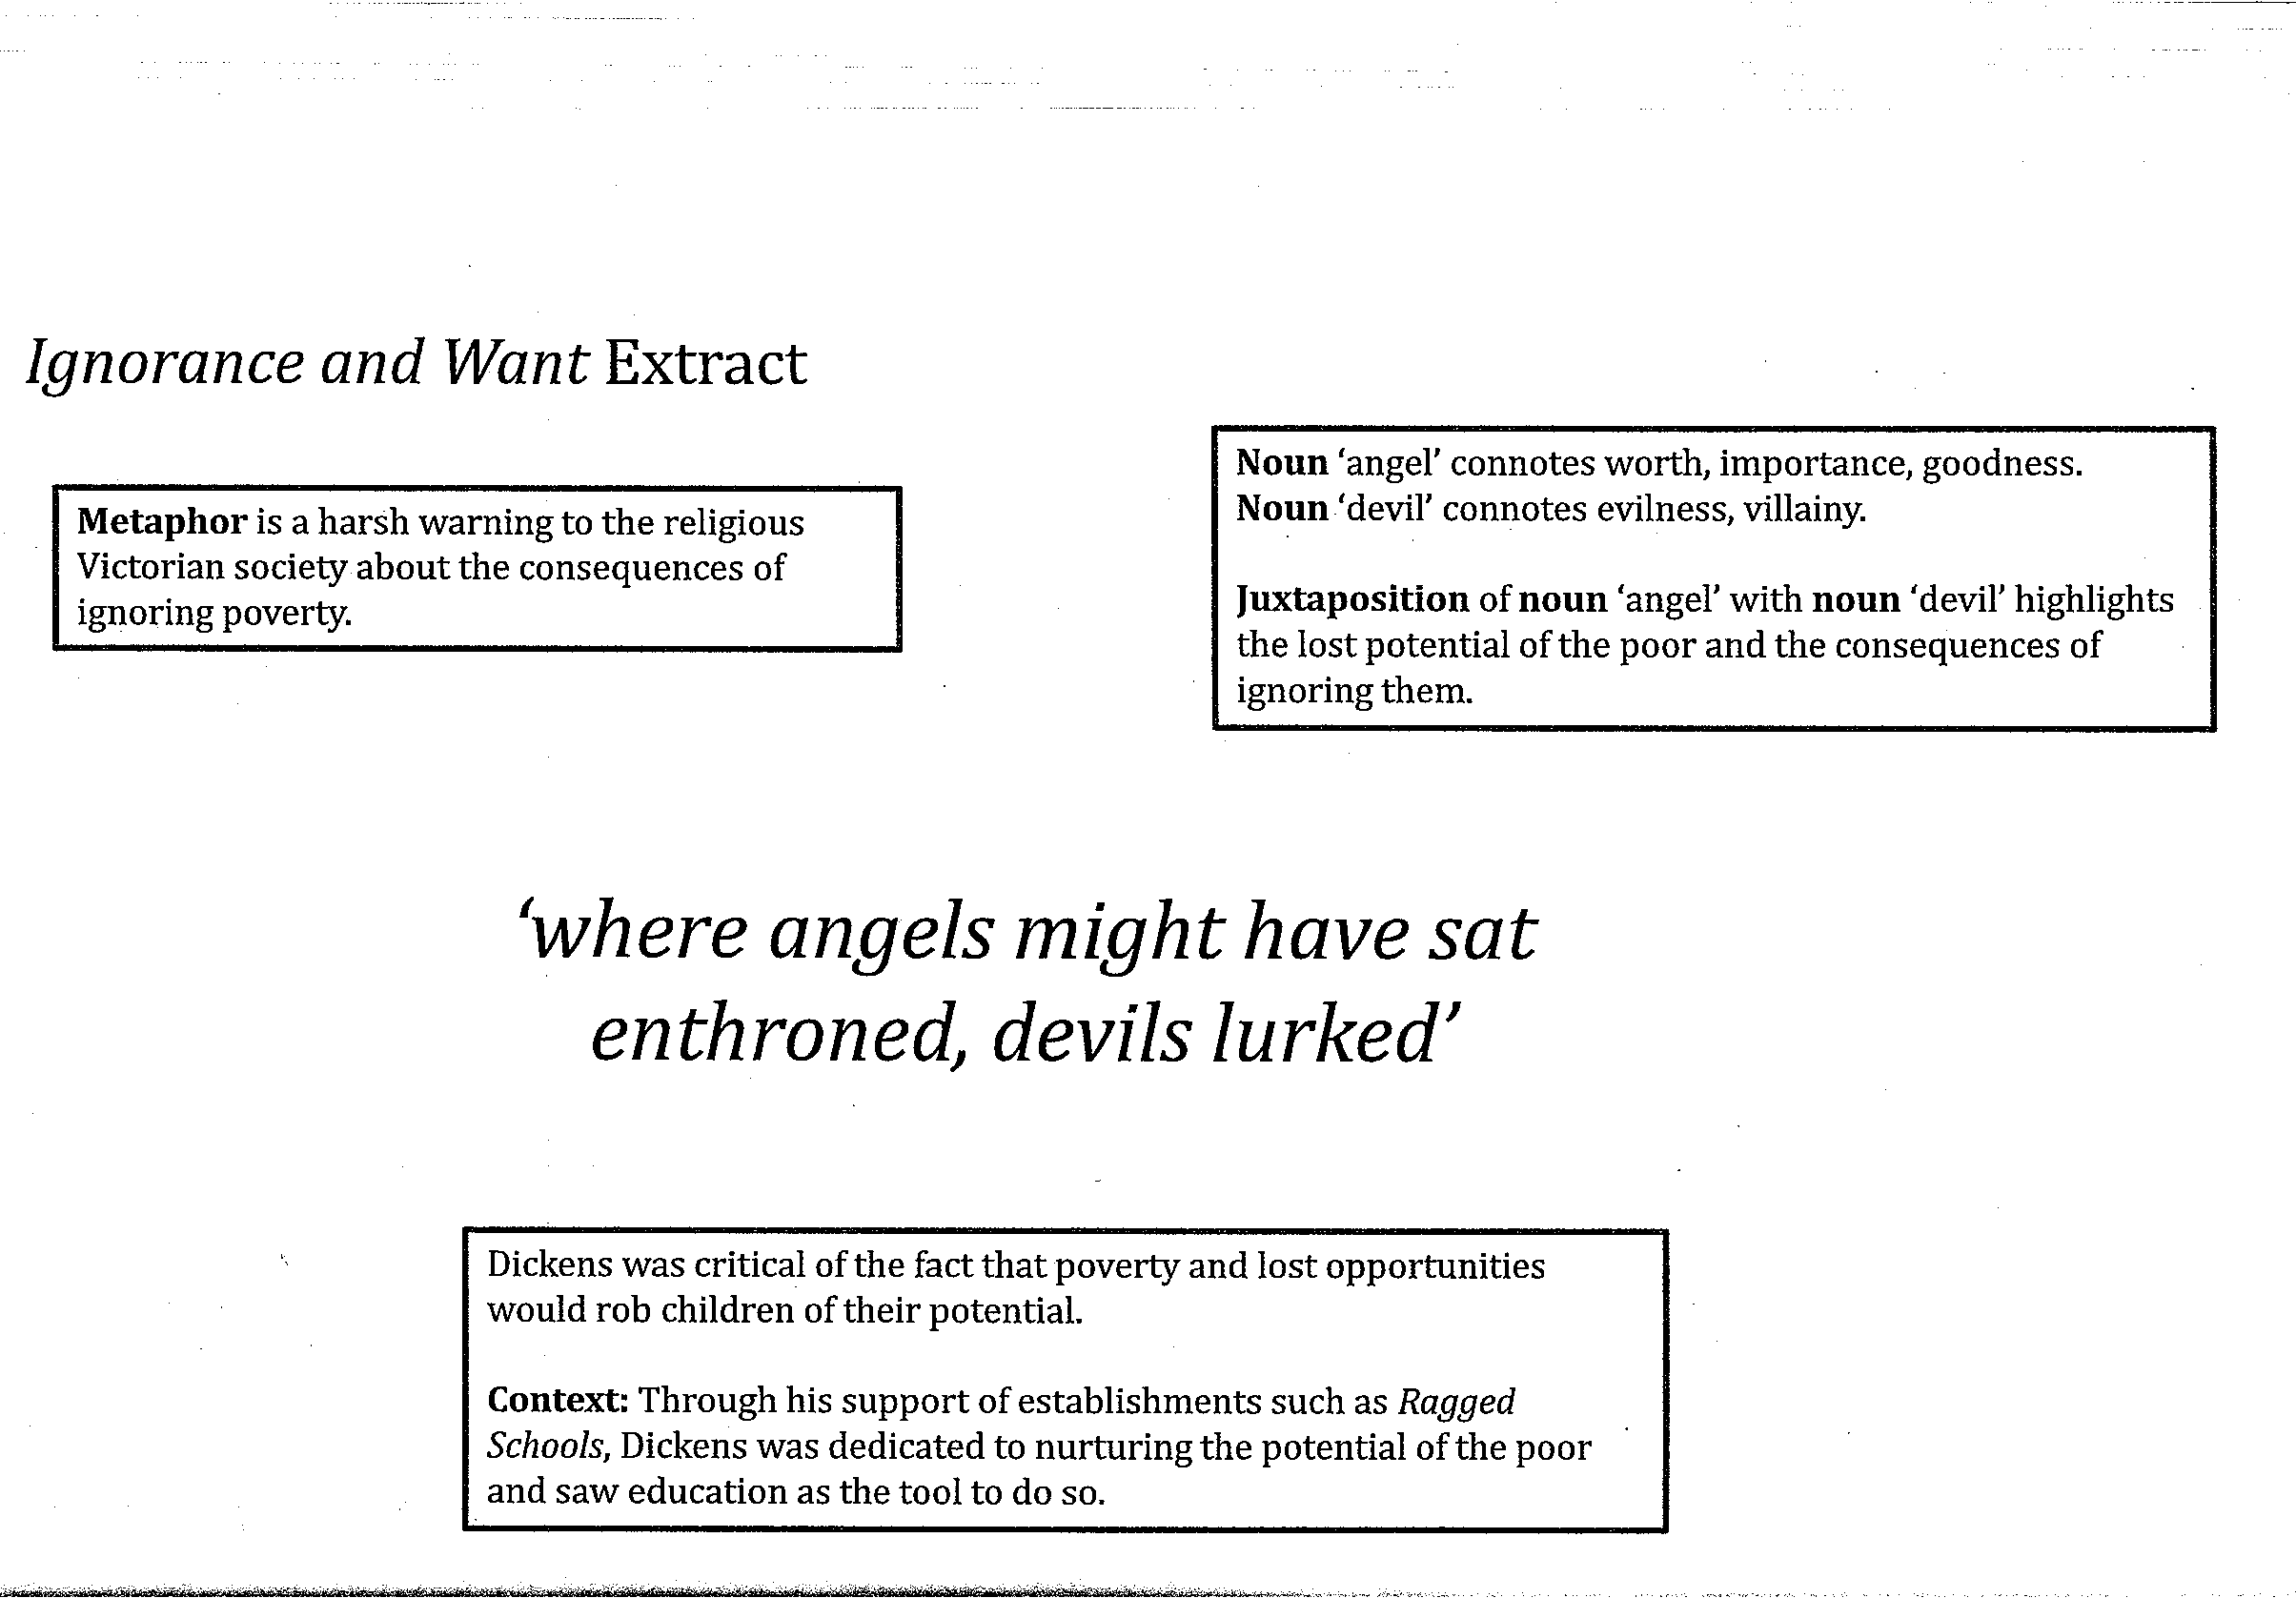 Ignorance and Want Extract
Metaphor is a harsh warning to the religious
Victorian society about the consequences of
ignoring poverty.
Noun ‘angel’ connotes worth, importance, goodness.
Noun ‘devil’ connotes evilness, villainy.
Juxtaposition of noun ‘angel’ with noun ‘devil’ highlights
the lost potential of the poor and the consequences of
ignoring them.
‘where angels might have sat
enthroned, devils lurked’
Dickens was critical of the fact that poverty and lost opportunities
would rob children of their potential.
Context: Through his support of establishments such as Ragged
Schools, Dickens was dedicated to nurturing the potential of the poor
and saw education as the tool to do so.